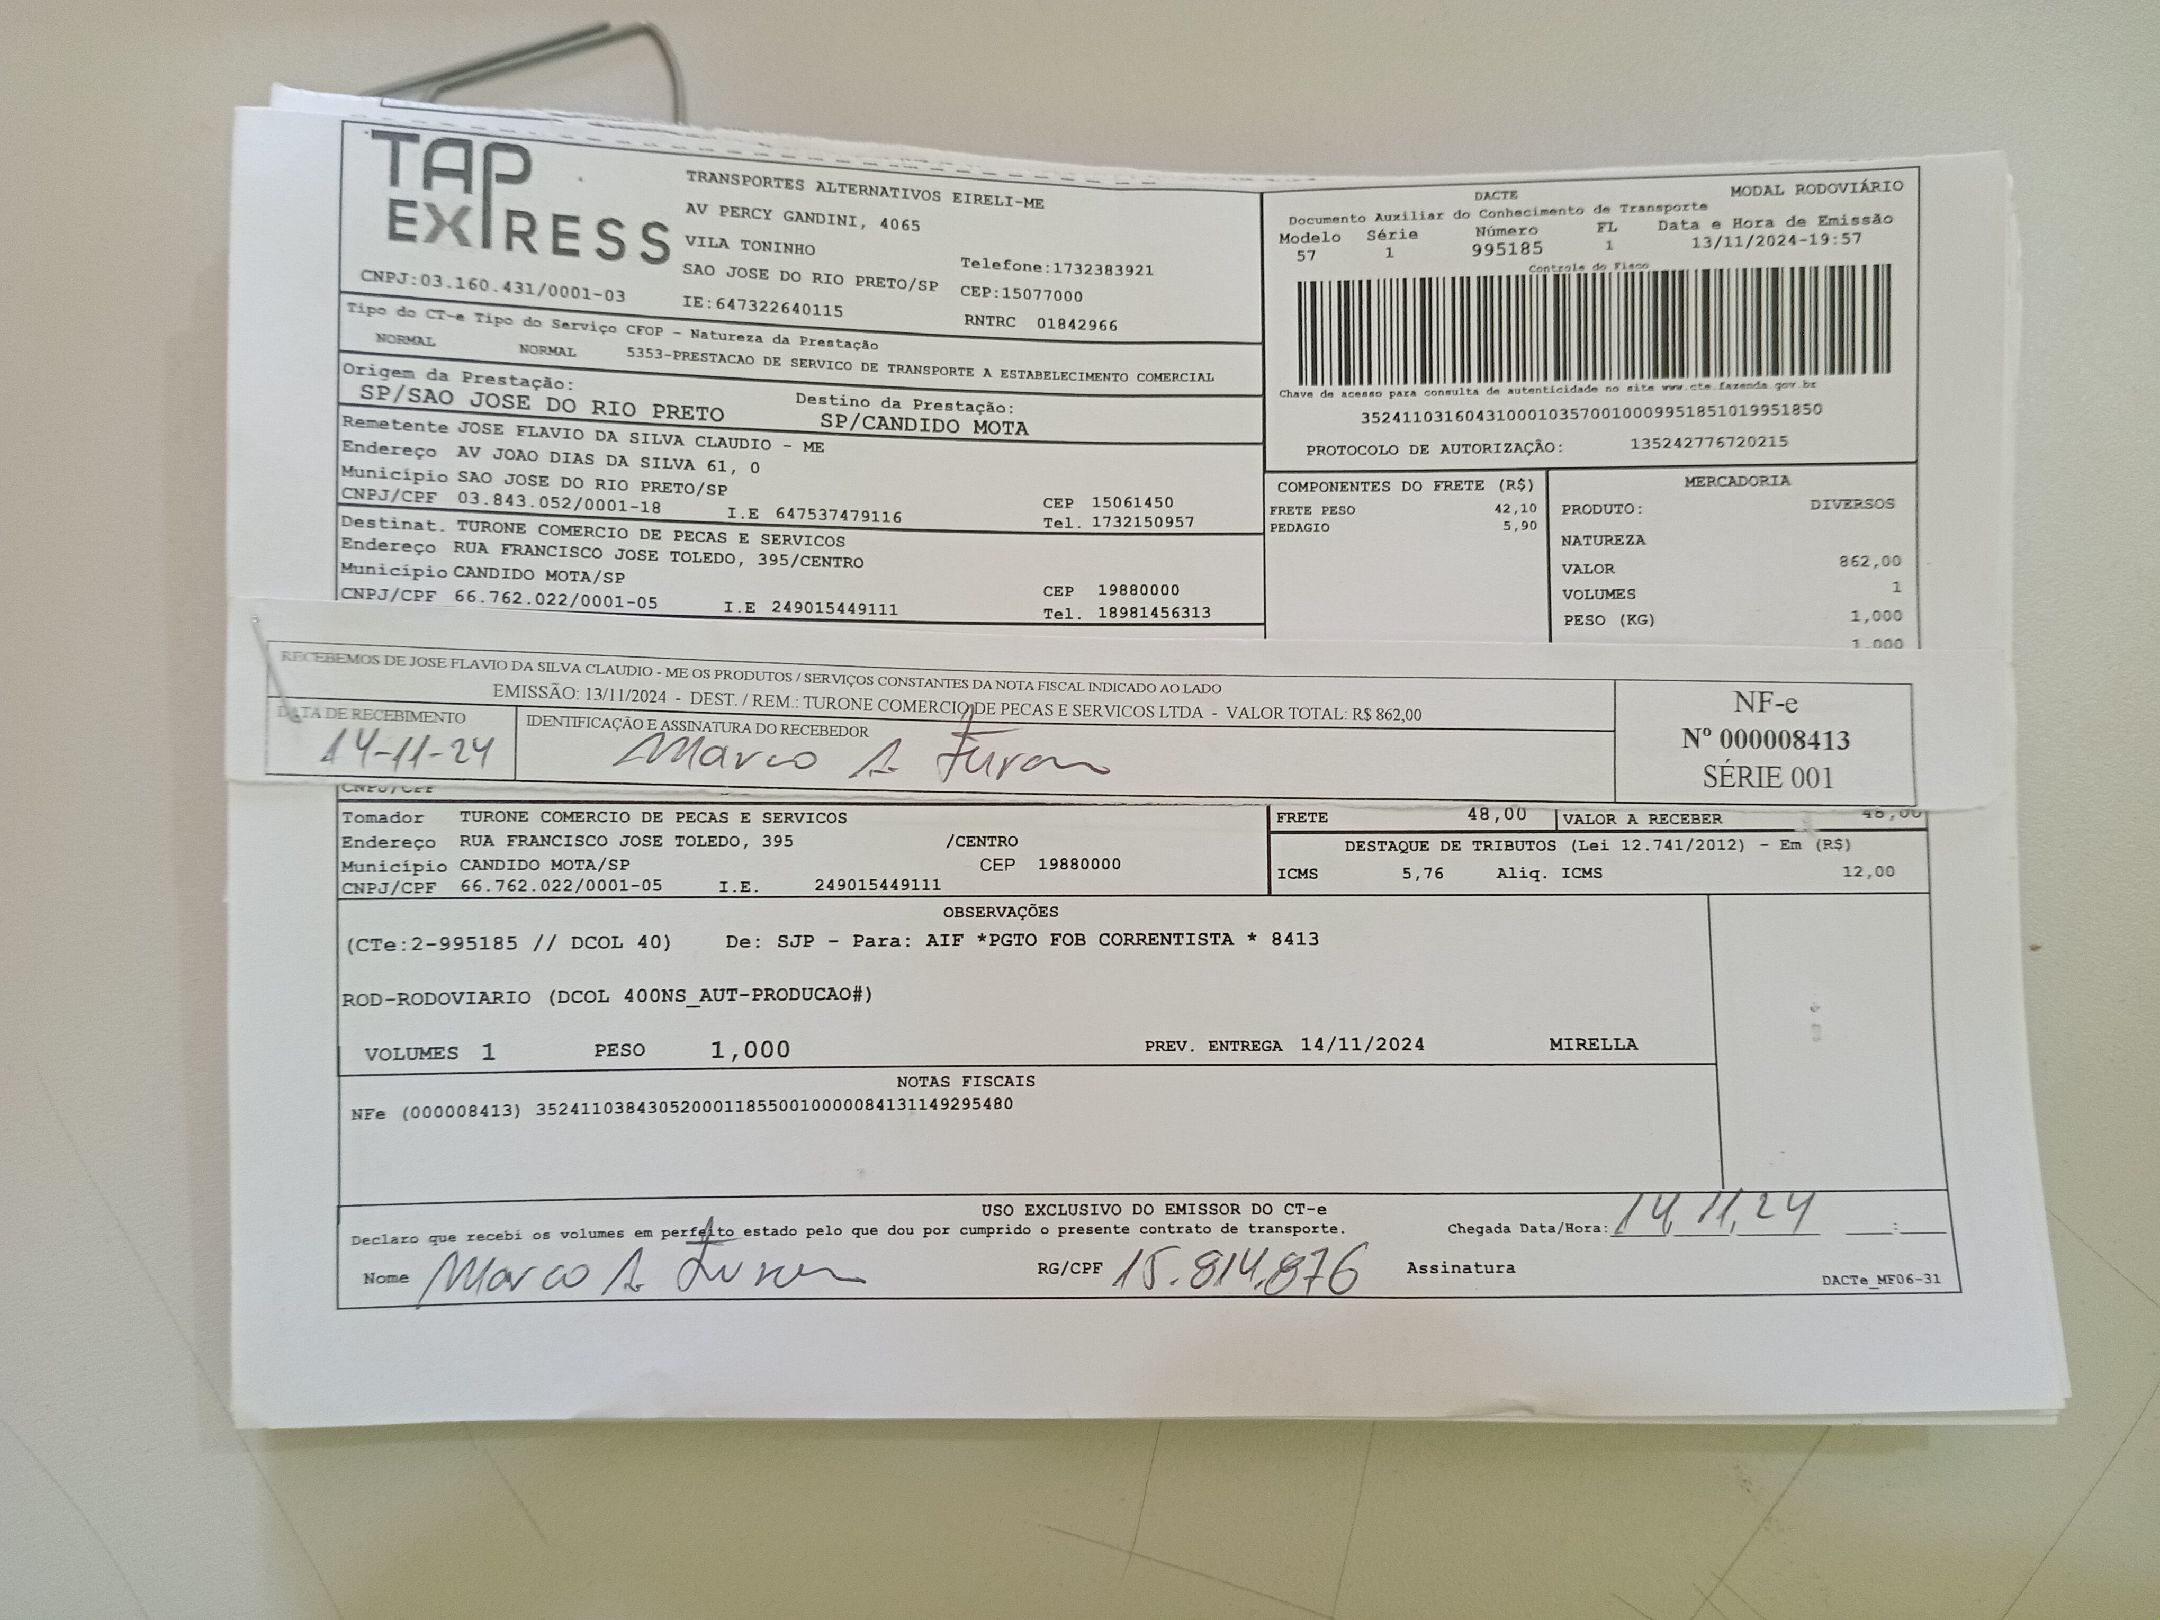 TAP
EXPRESS
TRANSPORTES ALTERNATIVOS EIRELI-ME
AV PERCY GANDINI, 4065
VILA TONINHO
SAO JOSE DO RIO PRETO/SP
Telefone:1732383921
CEP:15077000
CNPJ:03.160.431/0001-03
IE:647322640115
RNTRC 01842966
Tipo do CT-e Tipo do Serviço CFOP - Natureza da Prestação
NORMAL NORMAL 5353-PRESTACAO DE SERVICO DE TRANSPORTE A ESTABELECIMENTO COMERCIAL
Origem da Prestação: Destino da Prestação:
SP/SAO JOSE DO RIO PRETO SP/CANDIDO MOTA
Remetente JOSE FLAVIO DA SILVA CLAUDIO - ME
Endereço AV JOAO DIAS DA SILVA 61, 0
Município SAO JOSE DO RIO PRETO/SP CEP 15061450
CNPJ/CPF 03.843.052/0001-18 I.E 647537479116 Tel. 1732150957
Destinat. TURONE COMERCIO DE PECAS E SERVICOS
Endereço RUA FRANCISCO JOSE TOLEDO, 395/CENTRO
Município CANDIDO MOTA/SP CEP 19880000
CNPJ/CPF 66.762.022/0001-05 I.E 249015449111 Tel. 18981456313
DACTE MODAL RODOVIÁRIO
Documento Auxiliar do Conhecimento de Transporte
Modelo Série Número FL Data e Hora de Emissão
57 1 995185 1 13/11/2024-19:57
Controle do Fisco
Chave de acesso para consulta de autenticidade no site www.cte.fazenda.gov.br
35241103160431000103570010009951851019951850
PROTOCOLO DE AUTORIZAÇÃO: 135242776720215
COMPONENTES DO FRETE (R$)
FRETE PESO 42,10
PEDAGIO 5,90
MERCADORIA
PRODUTO: DIVERSOS
NATUREZA
VALOR 862,00
VOLUMES 1
PESO (KG) 1,000
1,000
RECEBEMOS DE JOSE FLAVIO DA SILVA CLAUDIO - ME OS PRODUTOS / SERVIÇOS CONSTANTES DA NOTA FISCAL INDICADO AO LADO
EMISSÃO: 13/11/2024 - DEST. / REM.: TURONE COMERCIO DE PECAS E SERVICOS LTDA - VALOR TOTAL: R$ 862,00
DATA DE RECEBIMENTO
14-11-24
IDENTIFICAÇÃO E ASSINATURA DO RECEBEDOR
Marco A.
NF-e
Nº 000008413
SÉRIE 001
CNPJ/CPF
Tomador TURONE COMERCIO DE PECAS E SERVICOS
Endereço RUA FRANCISCO JOSE TOLEDO, 395 /CENTRO
Município CANDIDO MOTA/SP CEP 19880000
CNPJ/CPF 66.762.022/0001-05 I.E. 249015449111
FRETE 48,00 VALOR A RECEBER 48,00
DESTAQUE DE TRIBUTOS (Lei 12.741/2012) - Em (R$)
ICMS 5,76 Aliq. ICMS 12,00
OBSERVAÇÕES
(CTe:2-995185 // DCOL 40) De: SJP - Para: AIF *PGTO FOB CORRENTISTA * 8413
ROD-RODOVIARIO (DCOL 400NS_AUT-PRODUCAO#)
VOLUMES 1 PESO 1,000 PREV. ENTREGA 14/11/2024 MIRELLA
NOTAS FISCAIS
NFe (000008413) 35241103843052000118550010000084131149295480
USO EXCLUSIVO DO EMISSOR DO CT-e
Declaro que recebi os volumes em perfeito estado pelo que dou por cumprido o presente contrato de transporte. Chegada Data/Hora: 14,11,24 :
Nome Marco A. RG/CPF 15.814.876 Assinatura
DACTe_MF06-31